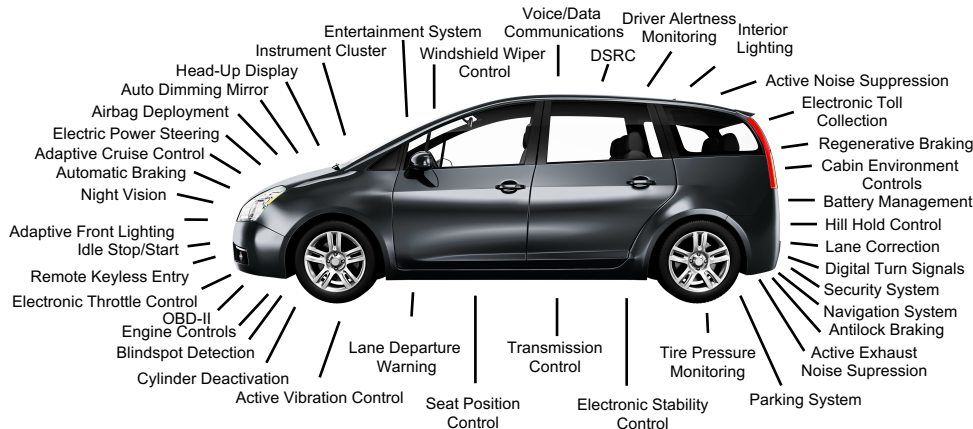 Voice/Data
Communications
Driver Alertness
Monitoring
Interior
Lighting
Entertainment System
Instrument Cluster
Windshield Wiper
Control
DSRC
Head-Up Display
Auto Dimming Mirror
Airbag Deployment
Electric Power Steering
Adaptive Cruise Control
Automatic Braking
Night Vision
Adaptive Front Lighting
Idle Stop/Start
Remote Keyless Entry
Electronic Throttle Control
OBD-II
Engine Controls
Blindspot Detection
Cylinder Deactivation
Active Vibration Control
Lane Departure
Warning
Seat Position
Control
Transmission
Control
Electronic Stability
Control
Tire Pressure
Monitoring
Parking System
Active Exhaust
Noise Supression
Antilock Braking
Navigation System
Security System
Digital Turn Signals
Lane Correction
Hill Hold Control
Battery Management
Cabin Environment
Controls
Regenerative Braking
Electronic Toll
Collection
Active Noise Supression